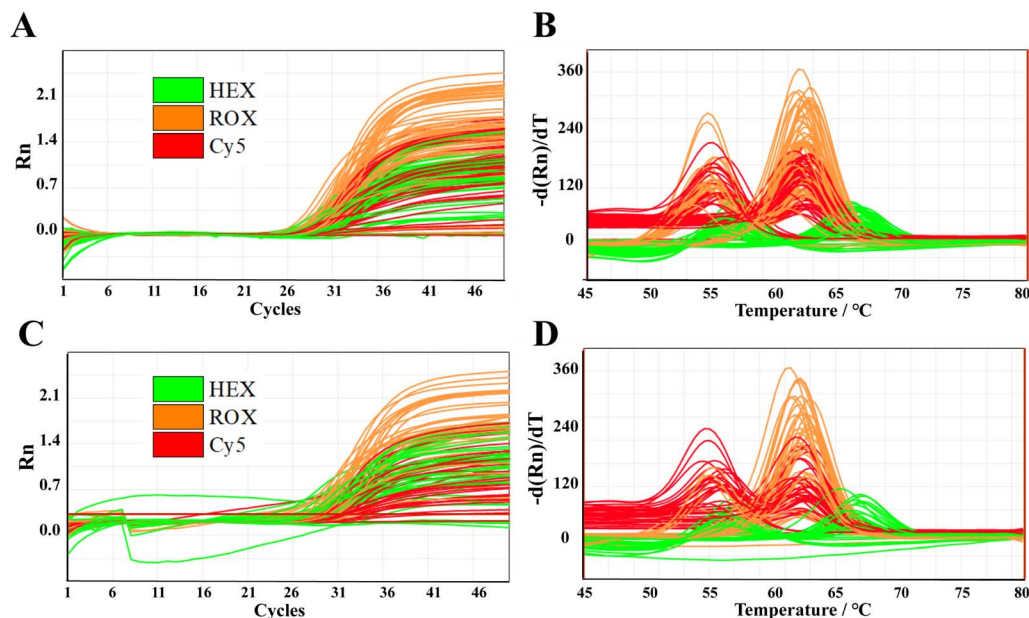 A
B
Rn
2.1
1.4
0.7
0.0
HEX
ROX
Cy5
1 6 11 16 21 26 31 36 41 46
Cycles
-d(Rn)/dT
360
240
120
0
45 50 55 60 65 70 75 80
Temperature / °C
C
D
Rn
2.1
1.4
0.7
0.0
HEX
ROX
Cy5
1 6 11 16 21 26 31 36 41 46
Cycles
-d(Rn)/dT
360
240
120
0
45 50 55 60 65 70 75 80
Temperature / °C